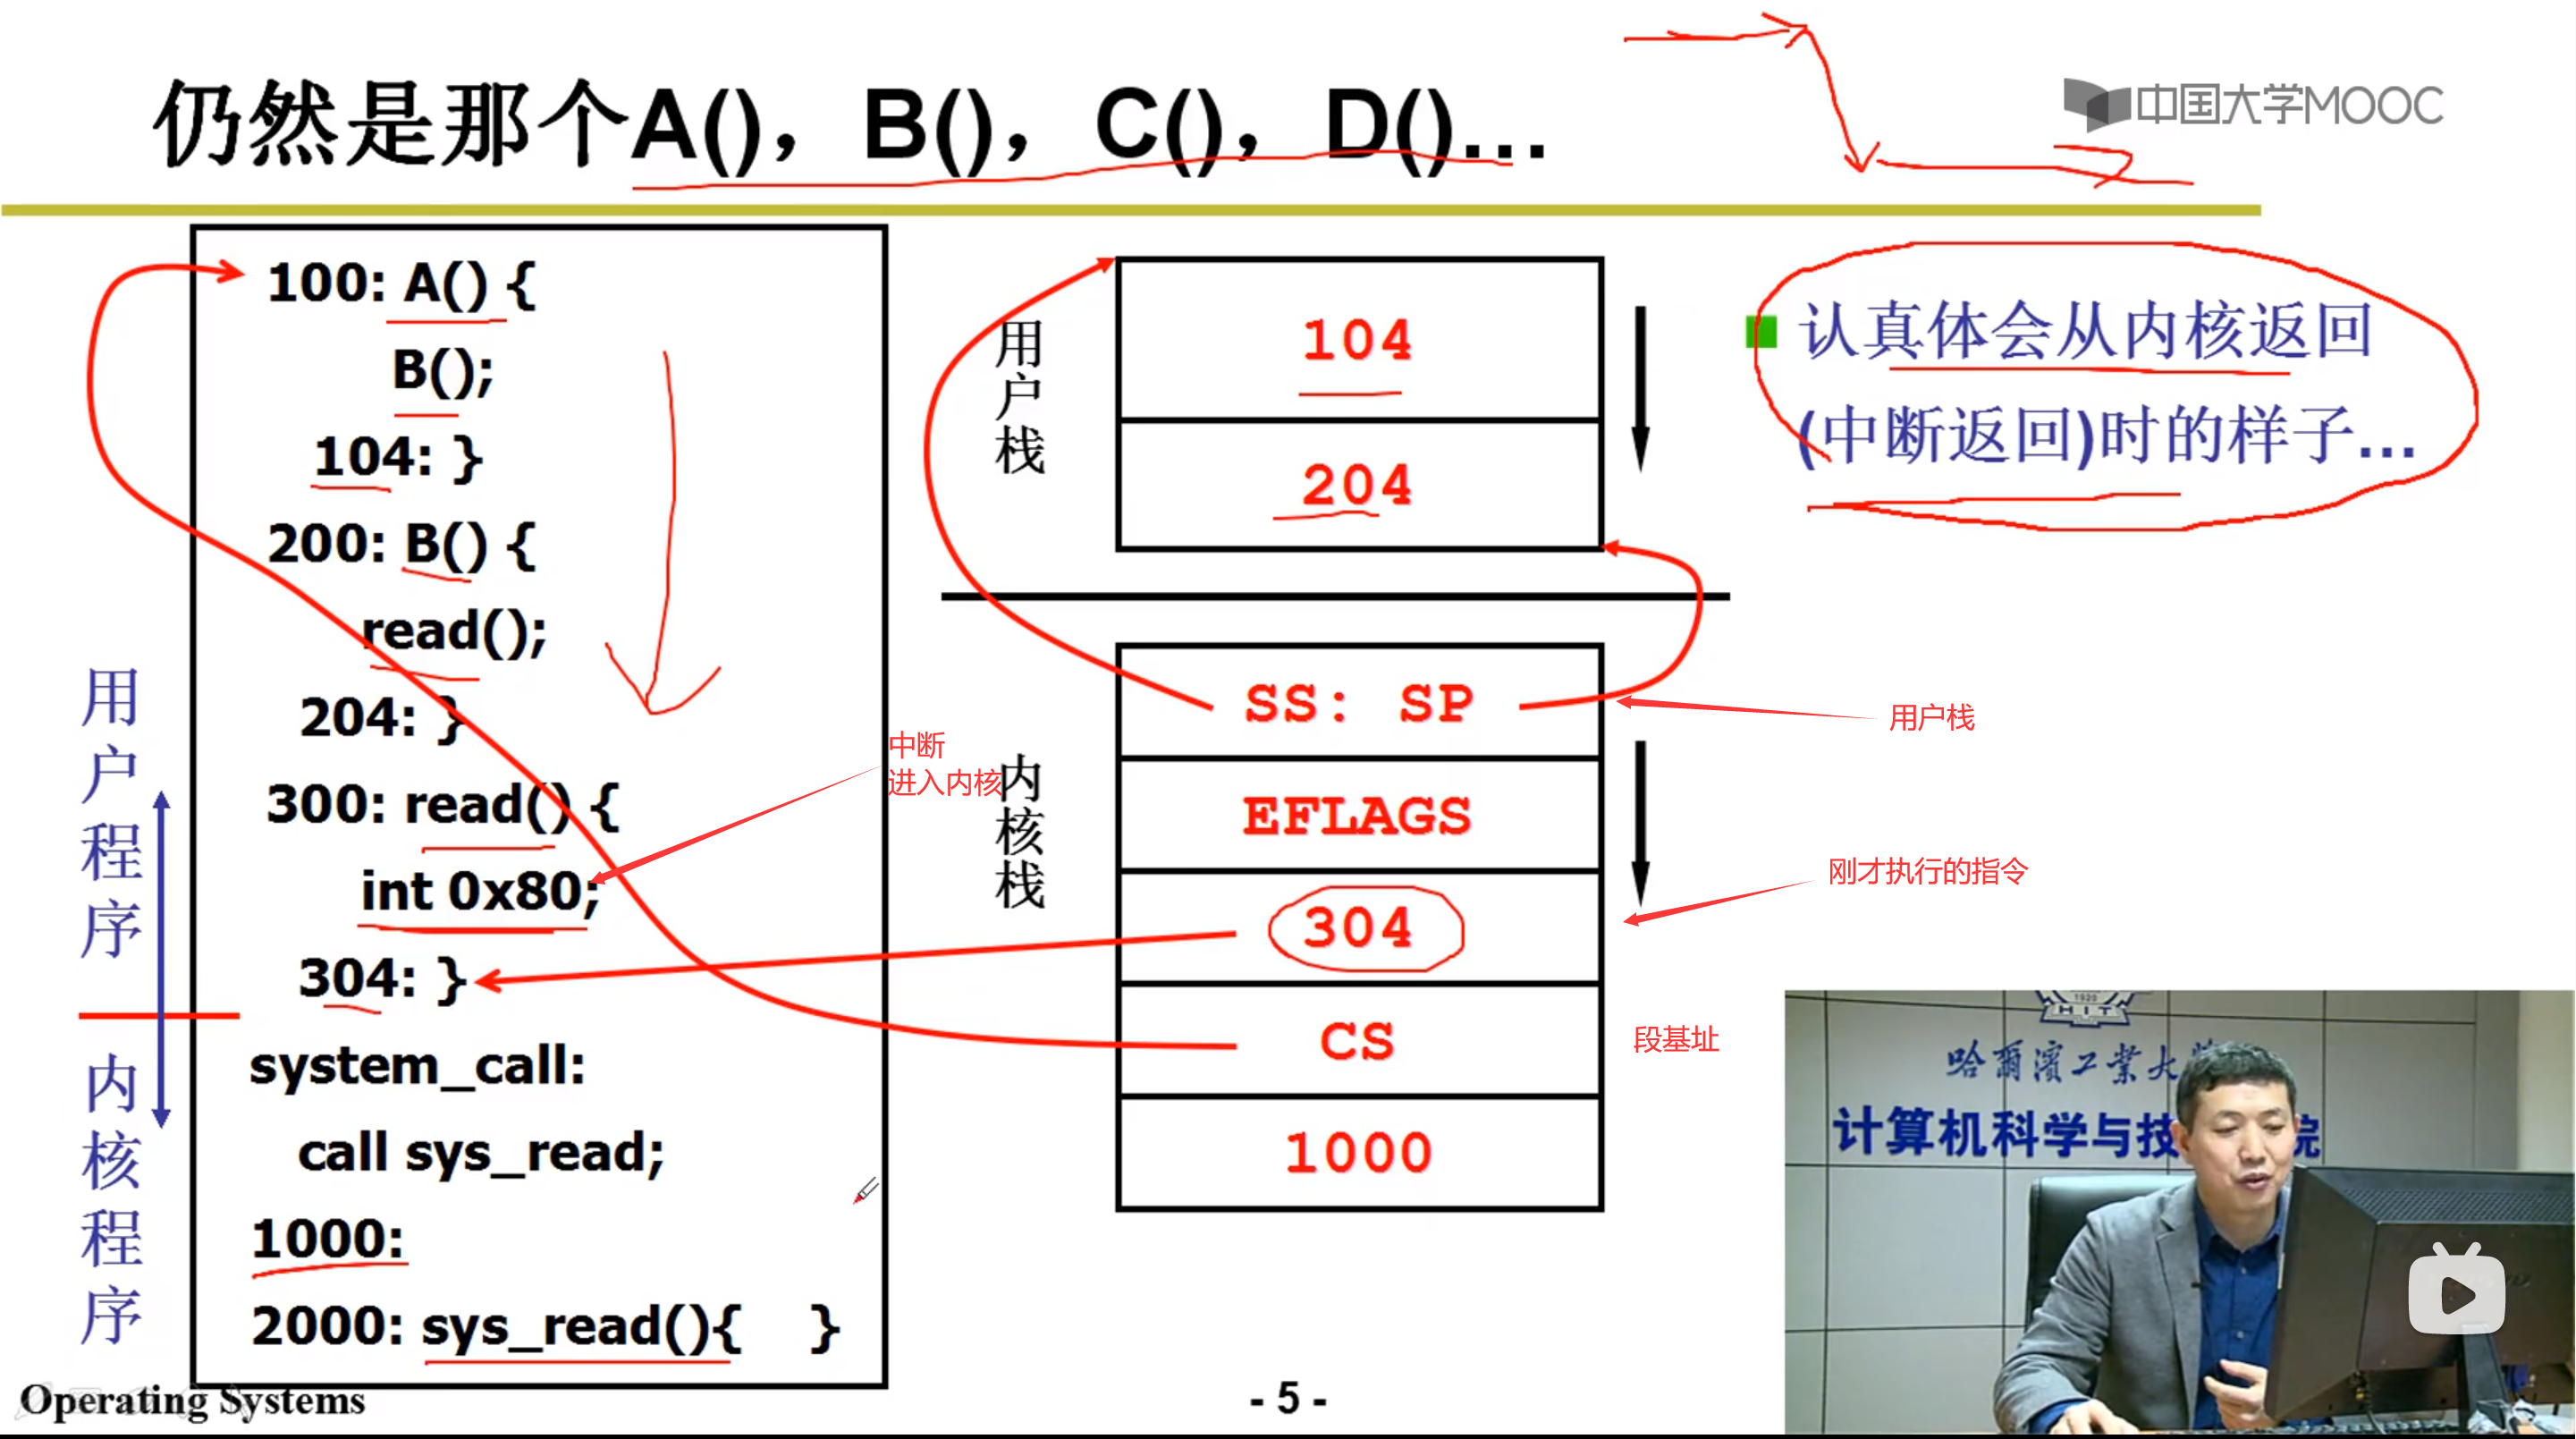 仍然是那个A()，B()，C()，D()...
中国大学MOOC
100: A() {
B();
104: }
200: B() {
read();
204: }
300: read() {
int 0x80;
304: }
system_call:
call sys_read;
1000:
2000: sys_read(){ }
用户程序
内核程序
中断
进入内核
用户栈
104
204
内核栈
SS: SP
EFLAGS
304
CS
1000
认真体会从内核返回
(中断返回)时的样子...
用户栈
刚才执行的指令
段基址
1920
HIT
哈爾濱工業大
计算机科学与技
院
Operating Systems
- 5 -